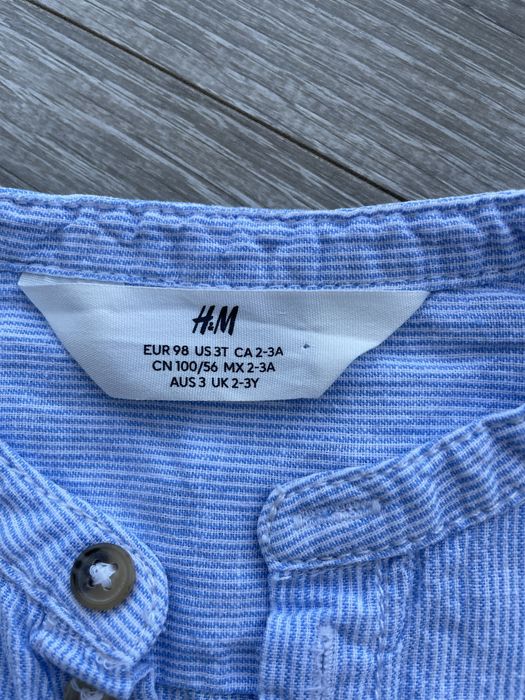 H&M
EUR 98 US 3T CA 2-3A
CN 100/56 MX 2-3A
AUS 3 UK 2-3Y